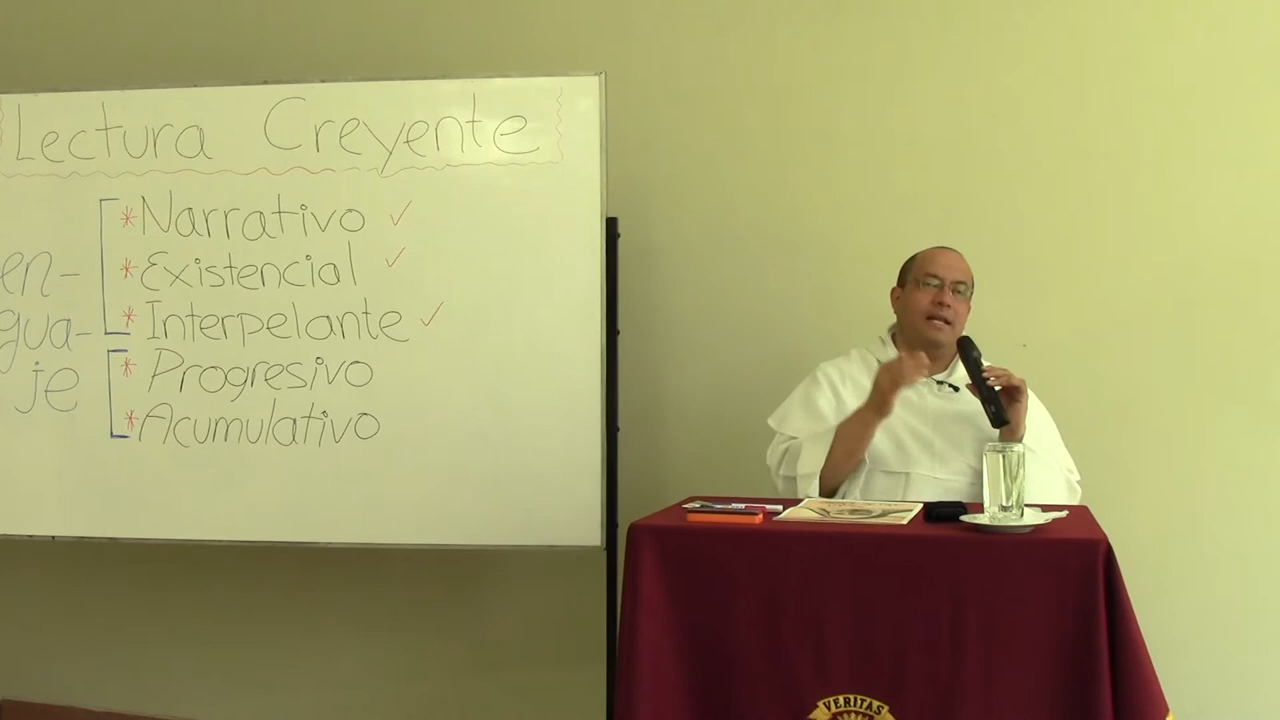 Lectura Creyente
*Narrativo ✓
*Existencial ✓
*Interpelante ✓
*Progresivo
*Acumulativo
en-
gua-
je
VERITAS